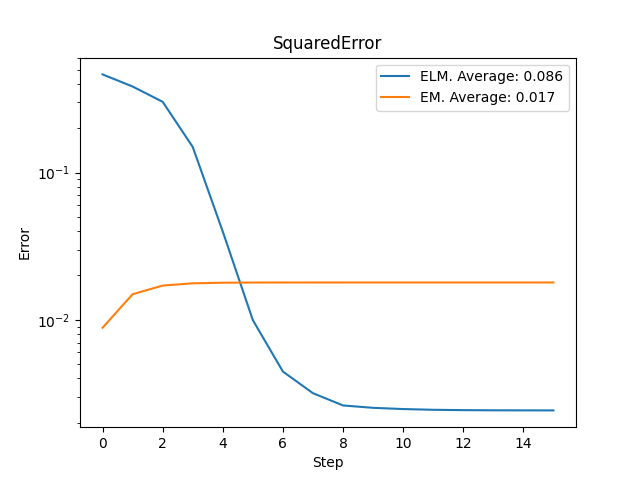 SquaredError
ELM. Average: 0.086
EM. Average: 0.017
10⁻¹
10⁻²
Error
0 2 4 6 8 10 12 14
Step